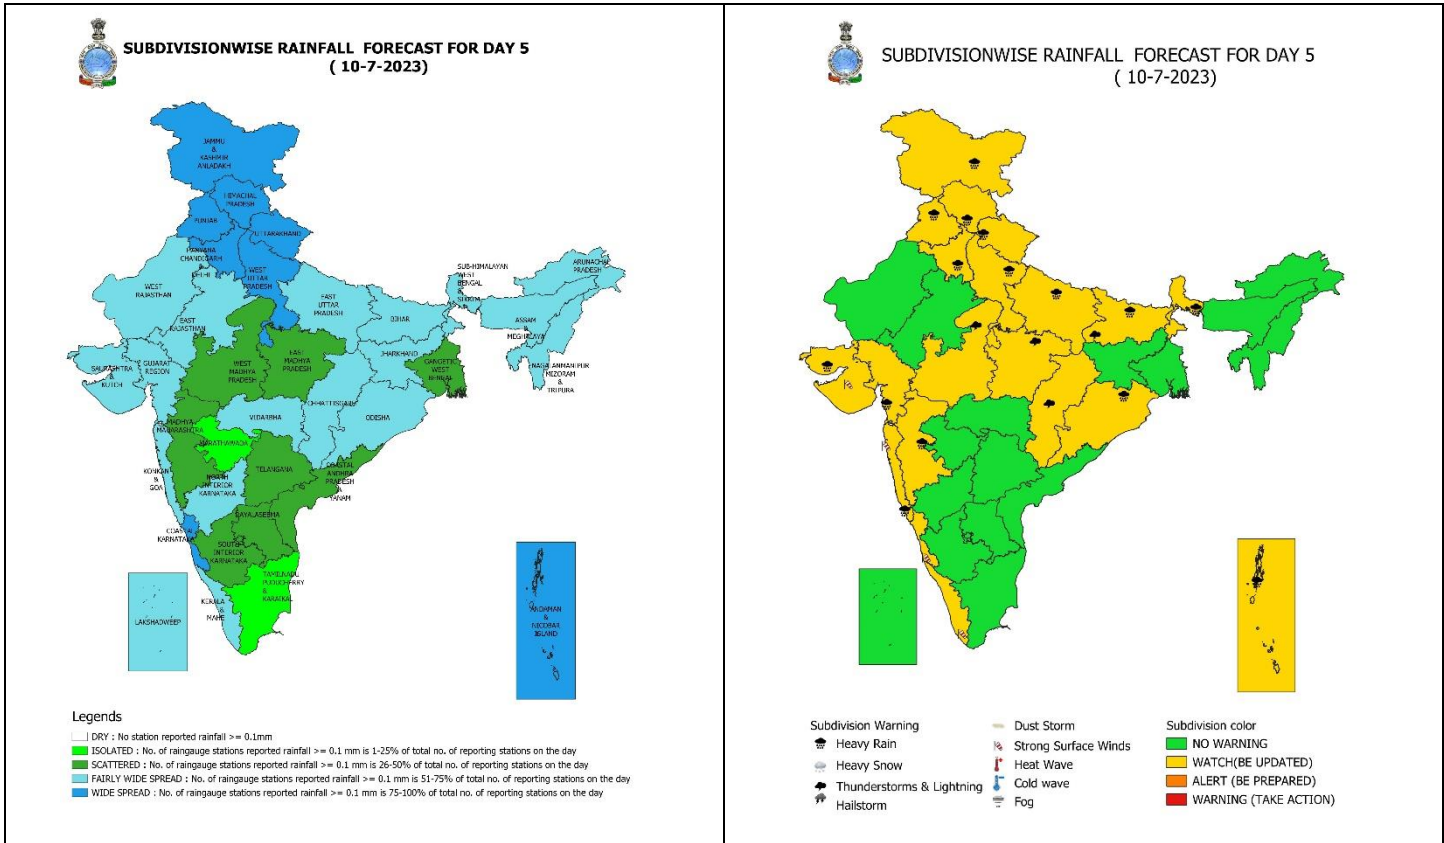 SUBDIVISIONWISE RAINFALL FORECAST FOR DAY 5
( 10-7-2023)
JAMMU
&
KASHMIR
ANLADAKH
HIMACHAL
PRADESH
PUNJAB
UTTARAKHAND
CHANDIGARH
&
DELHI
WEST
UTTAR
PRADESH
WEST
RAJASTHAN
EAST
RAJASTHAN
EAST
UTTAR
PRADESH
BIHAR
SUB-HIMALAYAN
WEST
BENGAL
&
SIKKIM
ARUNACHAL
PRADESH
ASSAM
&
MEGHALAYA
NAGALANMANIPUR
MIZORAM
&
TRIPURA
JHARKHAND
GANGETIC
WEST
BENGAL
SAURASHTRA
&
KUTCH
GUJARAT
REGION
WEST
MADHYA
PRADESH
EAST
MADHYA
PRADESH
CHHATTISGARH
ODISHA
VIDARBHA
MADHYA
MAHARASHTRA
MARATHAWADA
KONKAN
&
GOA
NORTH
INTERIOR
KARNATAKA
TELANGANA
COASTAL
ANDHRA
PRADESH
&
YANAM
RAYALASEEMA
COASTAL
KARNATAKA
SOUTH
INTERIOR
KARNATAKA
TAMILNADU
PUDUCHERRY
&
KARAIKAL
KERALA
&
MAHE
LAKSHADWEEP
ANDAMAN
&
NICOBAR
ISLAND
Legends
DRY : No station reported rainfall >= 0.1mm
ISOLATED : No. of raingauge stations reported rainfall >= 0.1 mm is 1-25% of total no. of reporting stations on the day
SCATTERED : No. of raingauge stations reported rainfall >= 0.1 mm is 26-50% of total no. of reporting stations on the day
FAIRLY WIDE SPREAD : No. of raingauge stations reported rainfall >= 0.1 mm is 51-75% of total no. of reporting stations on the day
WIDE SPREAD : No. of raingauge stations reported rainfall >= 0.1 mm is 75-100% of total no. of reporting stations on the day
SUBDIVISIONWISE RAINFALL FORECAST FOR DAY 5
( 10-7-2023)
Subdivision Warning
Heavy Rain
Heavy Snow
Thunderstorms & Lightning
Hailstorm
Dust Storm
Strong Surface Winds
Heat Wave
Cold wave
Fog
Subdivision color
NO WARNING
WATCH(BE UPDATED)
ALERT (BE PREPARED)
WARNING (TAKE ACTION)